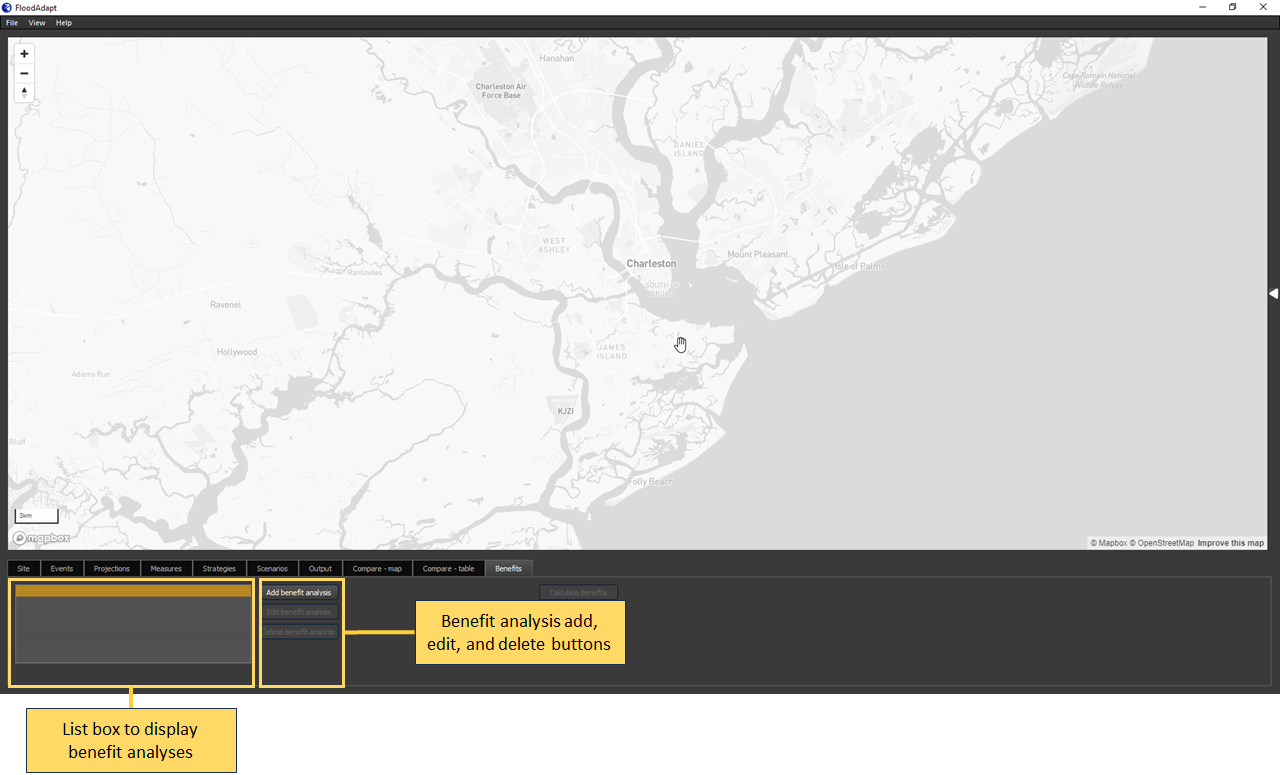 FloodAdapt
File View Help
Hanahan
Charleston Air
Force Base
Cape Romain National
Wildlife Refuge
DANIEL
ISLAND
WEST
ASHLEY
Charleston
Mount Pleasant
Isle of Palms
Rantowles
SOUTH OF
BROAD
Ravenel
JAMES
ISLAND
Hollywood
Adams Run
KJZI
Bluff
Folly Beach
3km
mapbox
© Mapbox © OpenStreetMap Improve this map
Site Events Projections Measures Strategies Scenarios Output Compare - map Compare - table Benefits
Add benefit analysis
Calculate benefits
Edit benefit analysis
Delete benefit analysis
Benefit analysis add,
edit, and delete buttons
List box to display
benefit analyses